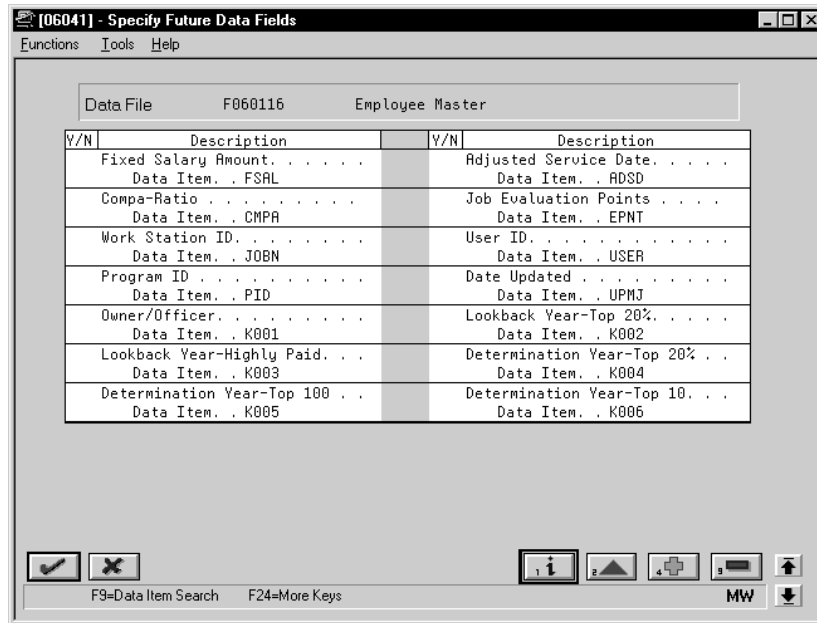 [06041] - Specify Future Data Fields
Functions Tools Help
Data File F060116 Employee Master
Y/N Description Y/N Description
Fixed Salary Amount. . . . . . Adjusted Service Date. . . . .
Data Item. . FSAL Data Item. . ADSD
Compa-Ratio . . . . . . . . . Job Evaluation Points . . . .
Data Item. . CMPA Data Item. . EPNT
Work Station ID. . . . . . . . User ID. . . . . . . . . . . .
Data Item. . JOBN Data Item. . USER
Program ID . . . . . . . . . . Date Updated . . . . . . . . .
Data Item. . PID Data Item. . UPMJ
Owner/Officer. . . . . . . . . Lookback Year-Top 20%. . . . .
Data Item. . K001 Data Item. . K002
Lookback Year-Highly Paid. . . Determination Year-Top 20% . .
Data Item. . K003 Data Item. . K004
Determination Year-Top 100 . . Determination Year-Top 10. . .
Data Item. . K005 Data Item. . K006
1 i 2 4 9
F9=Data Item Search F24=More Keys MW